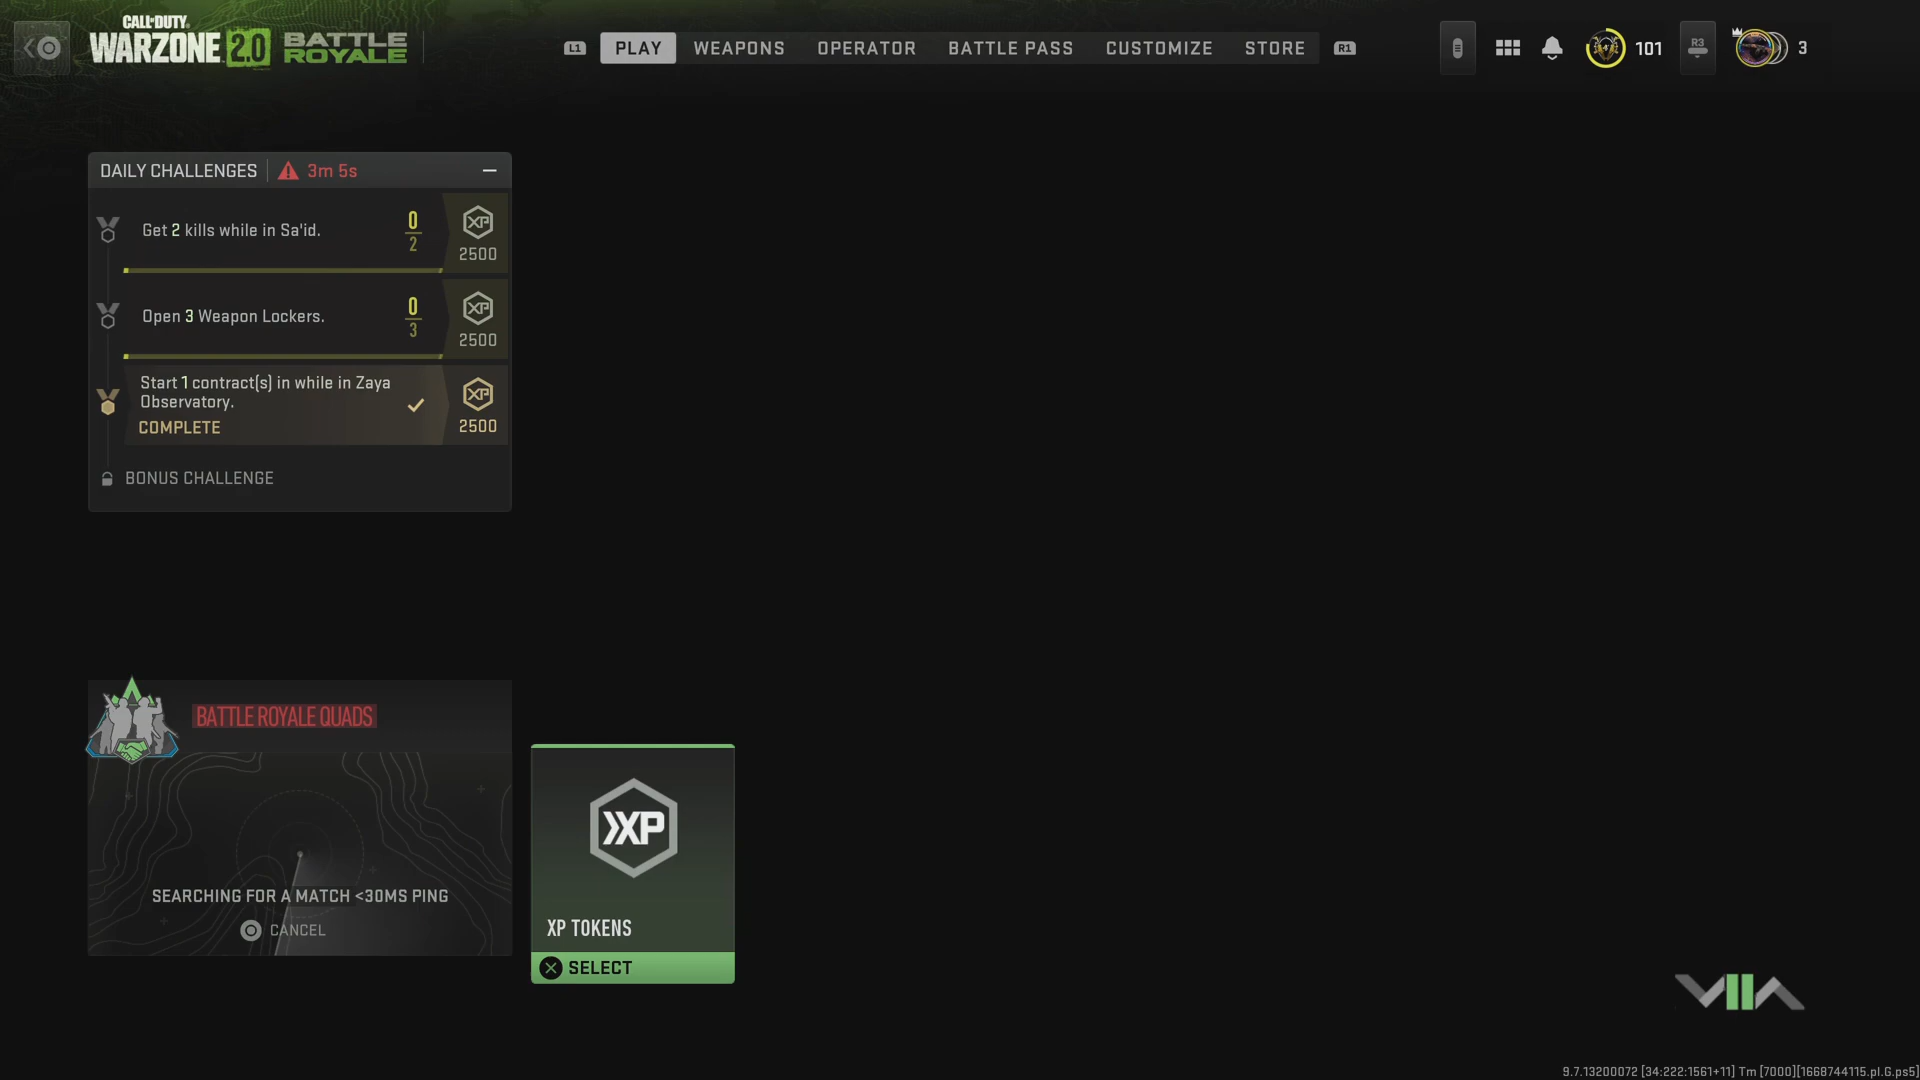 CALL OF DUTY
WARZONE 2.0 BATTLE ROYALE
L1 PLAY WEAPONS OPERATOR BATTLE PASS CUSTOMIZE STORE R1
101 R3 3
DAILY CHALLENGES 3m 5s
Get 2 kills while in Sa'id. 0/2 XP 2500
Open 3 Weapon Lockers. 0/3 XP 2500
Start 1 contract(s) in while in Zaya
Observatory.
COMPLETE
XP 2500
BONUS CHALLENGE
BATTLE ROYALE QUADS
SEARCHING FOR A MATCH <30MS PING
CANCEL
XP
XP TOKENS
SELECT
9.7.13200072 [34:222:1561+11] Tm [7000][1668744115.pl.G.ps5]